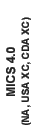 MICS 4.0
(NA, USA XC, CDA XC)